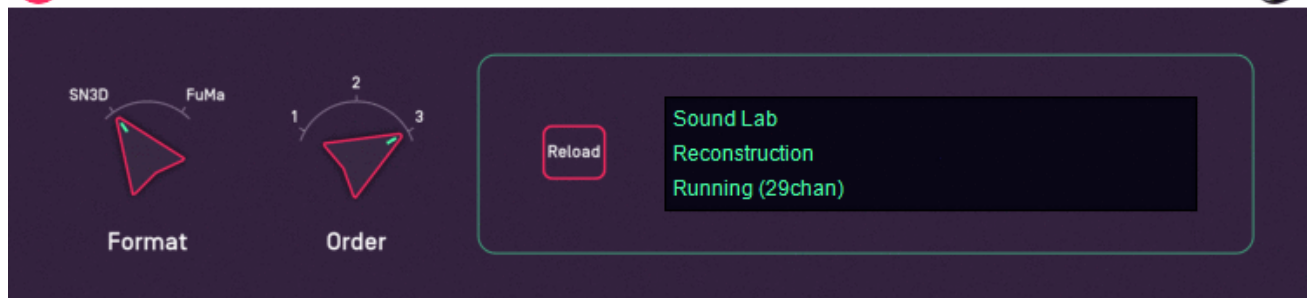 SN3D
FuMa
1
2
3
Format
Order
Reload
Sound Lab
Reconstruction
Running (29chan)